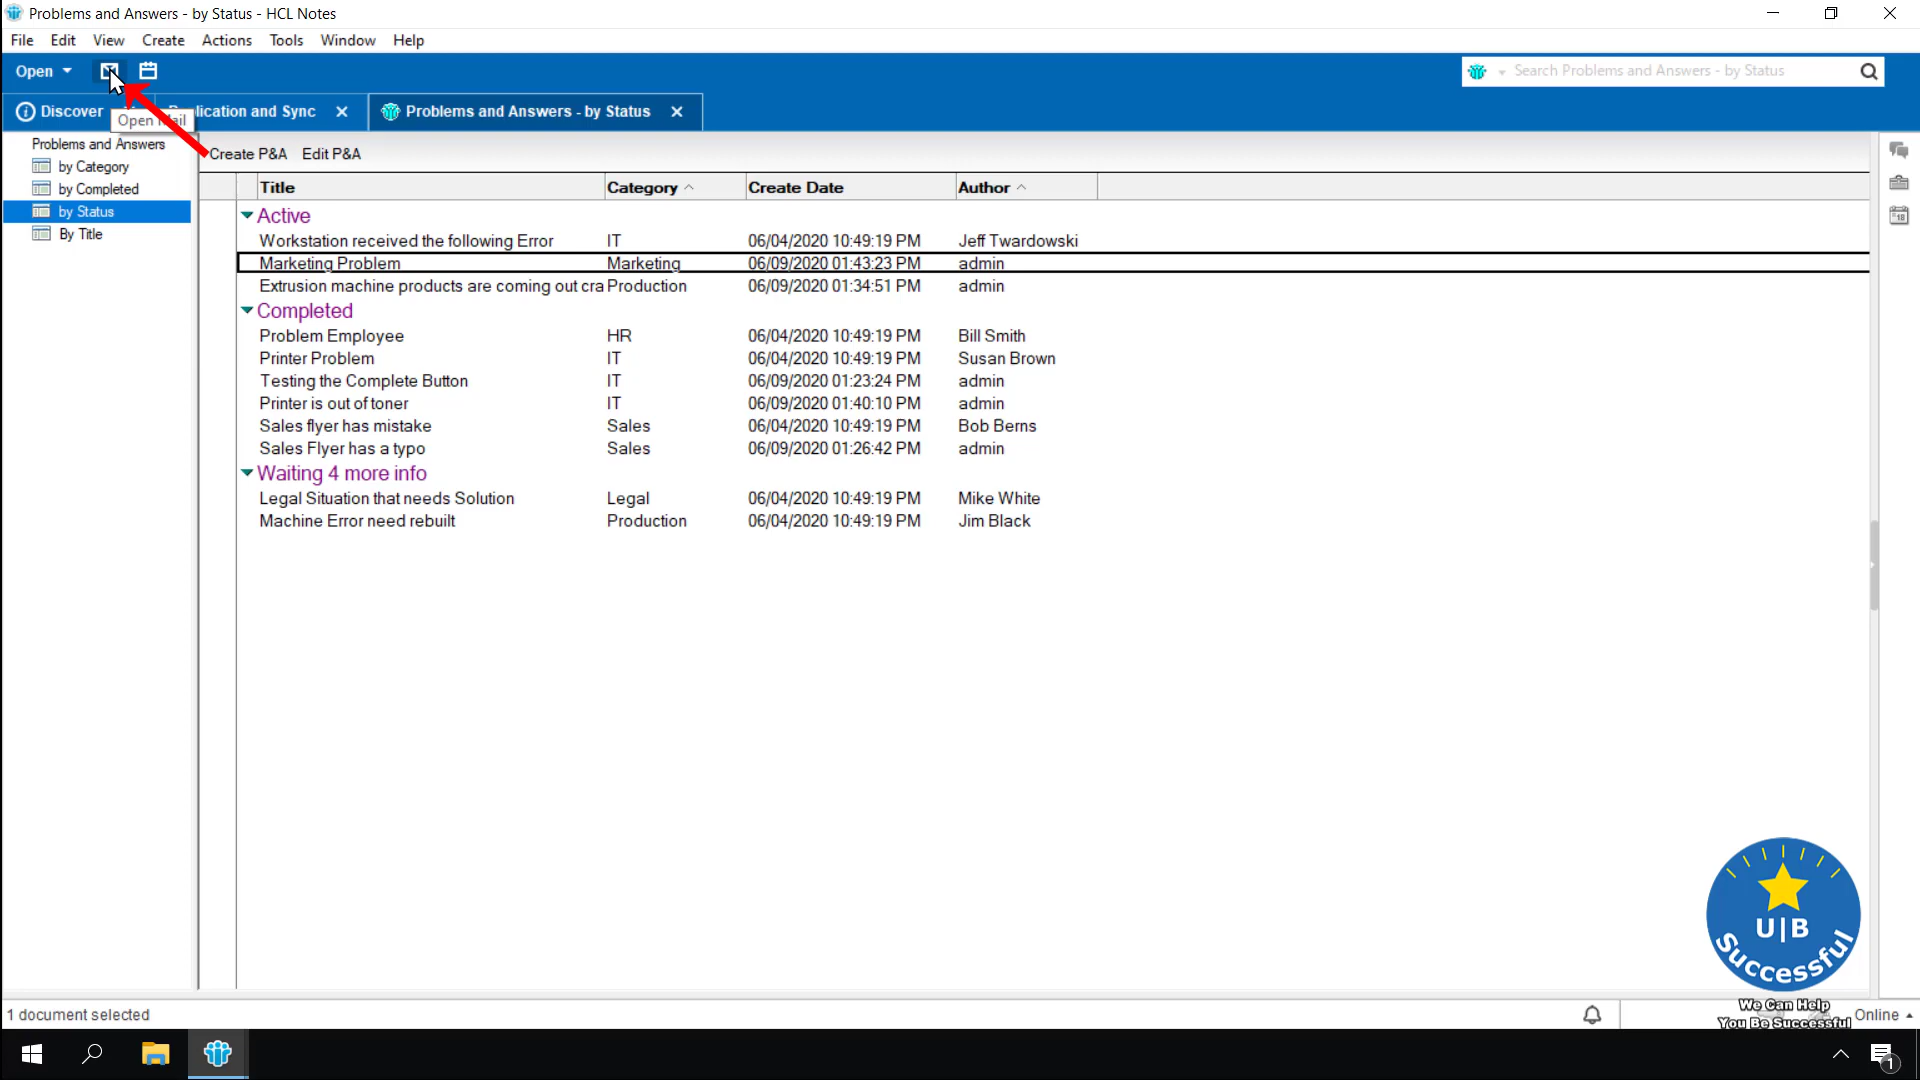 Problems and Answers - by Status - HCL Notes
File Edit View Create Actions Tools Window Help
Open
Search Problems and Answers - by Status
Discover
lication and Sync
Problems and Answers - by Status
Open
Problems and Answers
by Category
by Completed
by Status
By Title
Create P&A Edit P&A
Title Category Create Date Author
Active
Workstation received the following Error IT 06/04/2020 10:49:19 PM Jeff Twardowski
Marketing Problem Marketing 06/09/2020 01:43:23 PM admin
Extrusion machine products are coming out cra Production 06/09/2020 01:34:51 PM admin
Completed
Problem Employee HR 06/04/2020 10:49:19 PM Bill Smith
Printer Problem IT 06/04/2020 10:49:19 PM Susan Brown
Testing the Complete Button IT 06/09/2020 01:23:24 PM admin
Printer is out of toner IT 06/09/2020 01:40:10 PM admin
Sales flyer has mistake Sales 06/04/2020 10:49:19 PM Bob Berns
Sales Flyer has a typo Sales 06/09/2020 01:26:42 PM admin
Waiting 4 more info
Legal Situation that needs Solution Legal 06/04/2020 10:49:19 PM Mike White
Machine Error need rebuilt Production 06/04/2020 10:49:19 PM Jim Black
18
U|B
Successful
We Can Help
You Be Successful
1 document selected
Online
1